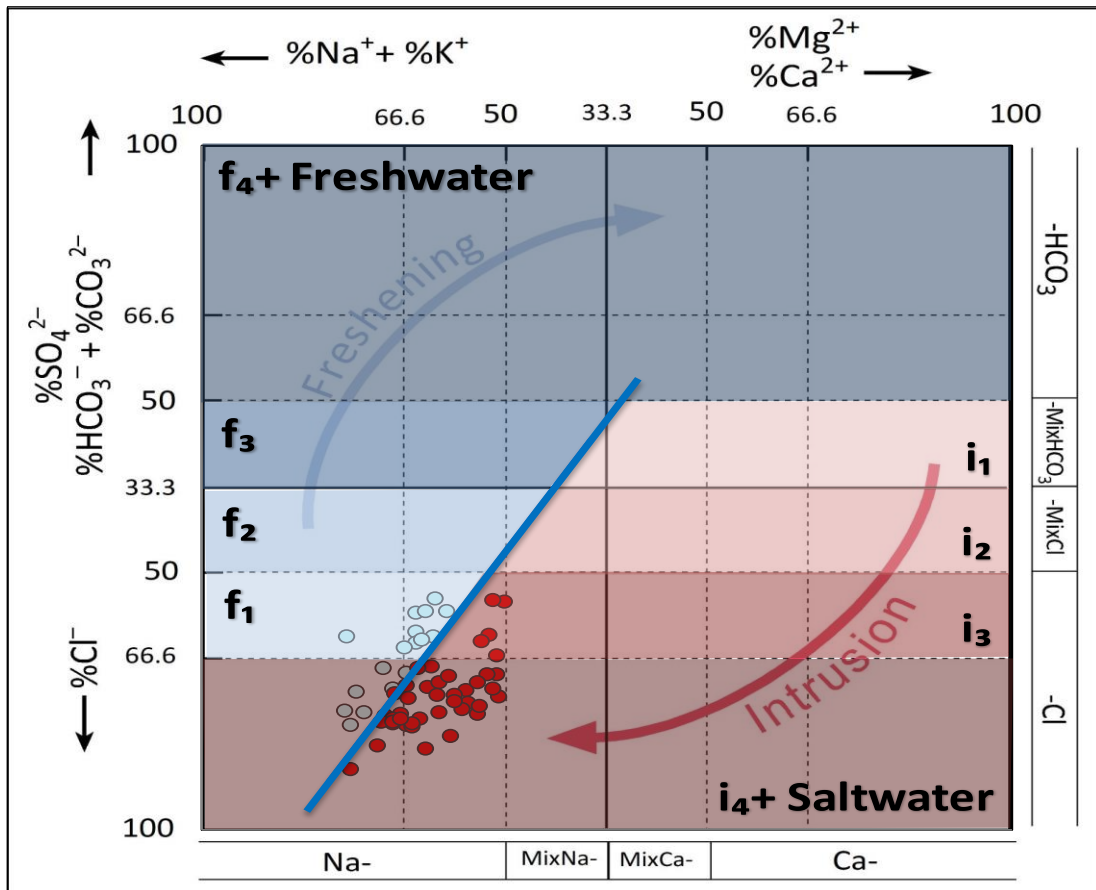 %Na⁺+ %K⁺
%Mg²⁺
%Ca²⁺
100 66.6 50 33.3 50 66.6 100
100
f₄+ Freshwater
Freshening
-HCO₃
%SO₄²⁻
%HCO₃⁻ + %CO₃²⁻
66.6
50
f₃
i₁
-MixHCO₃
33.3
f₂
i₂
-MixCl
50
f₁
i₃
66.6
%Cl⁻
Intrusion
-Cl
i₄+ Saltwater
100
Na- MixNa- MixCa- Ca-